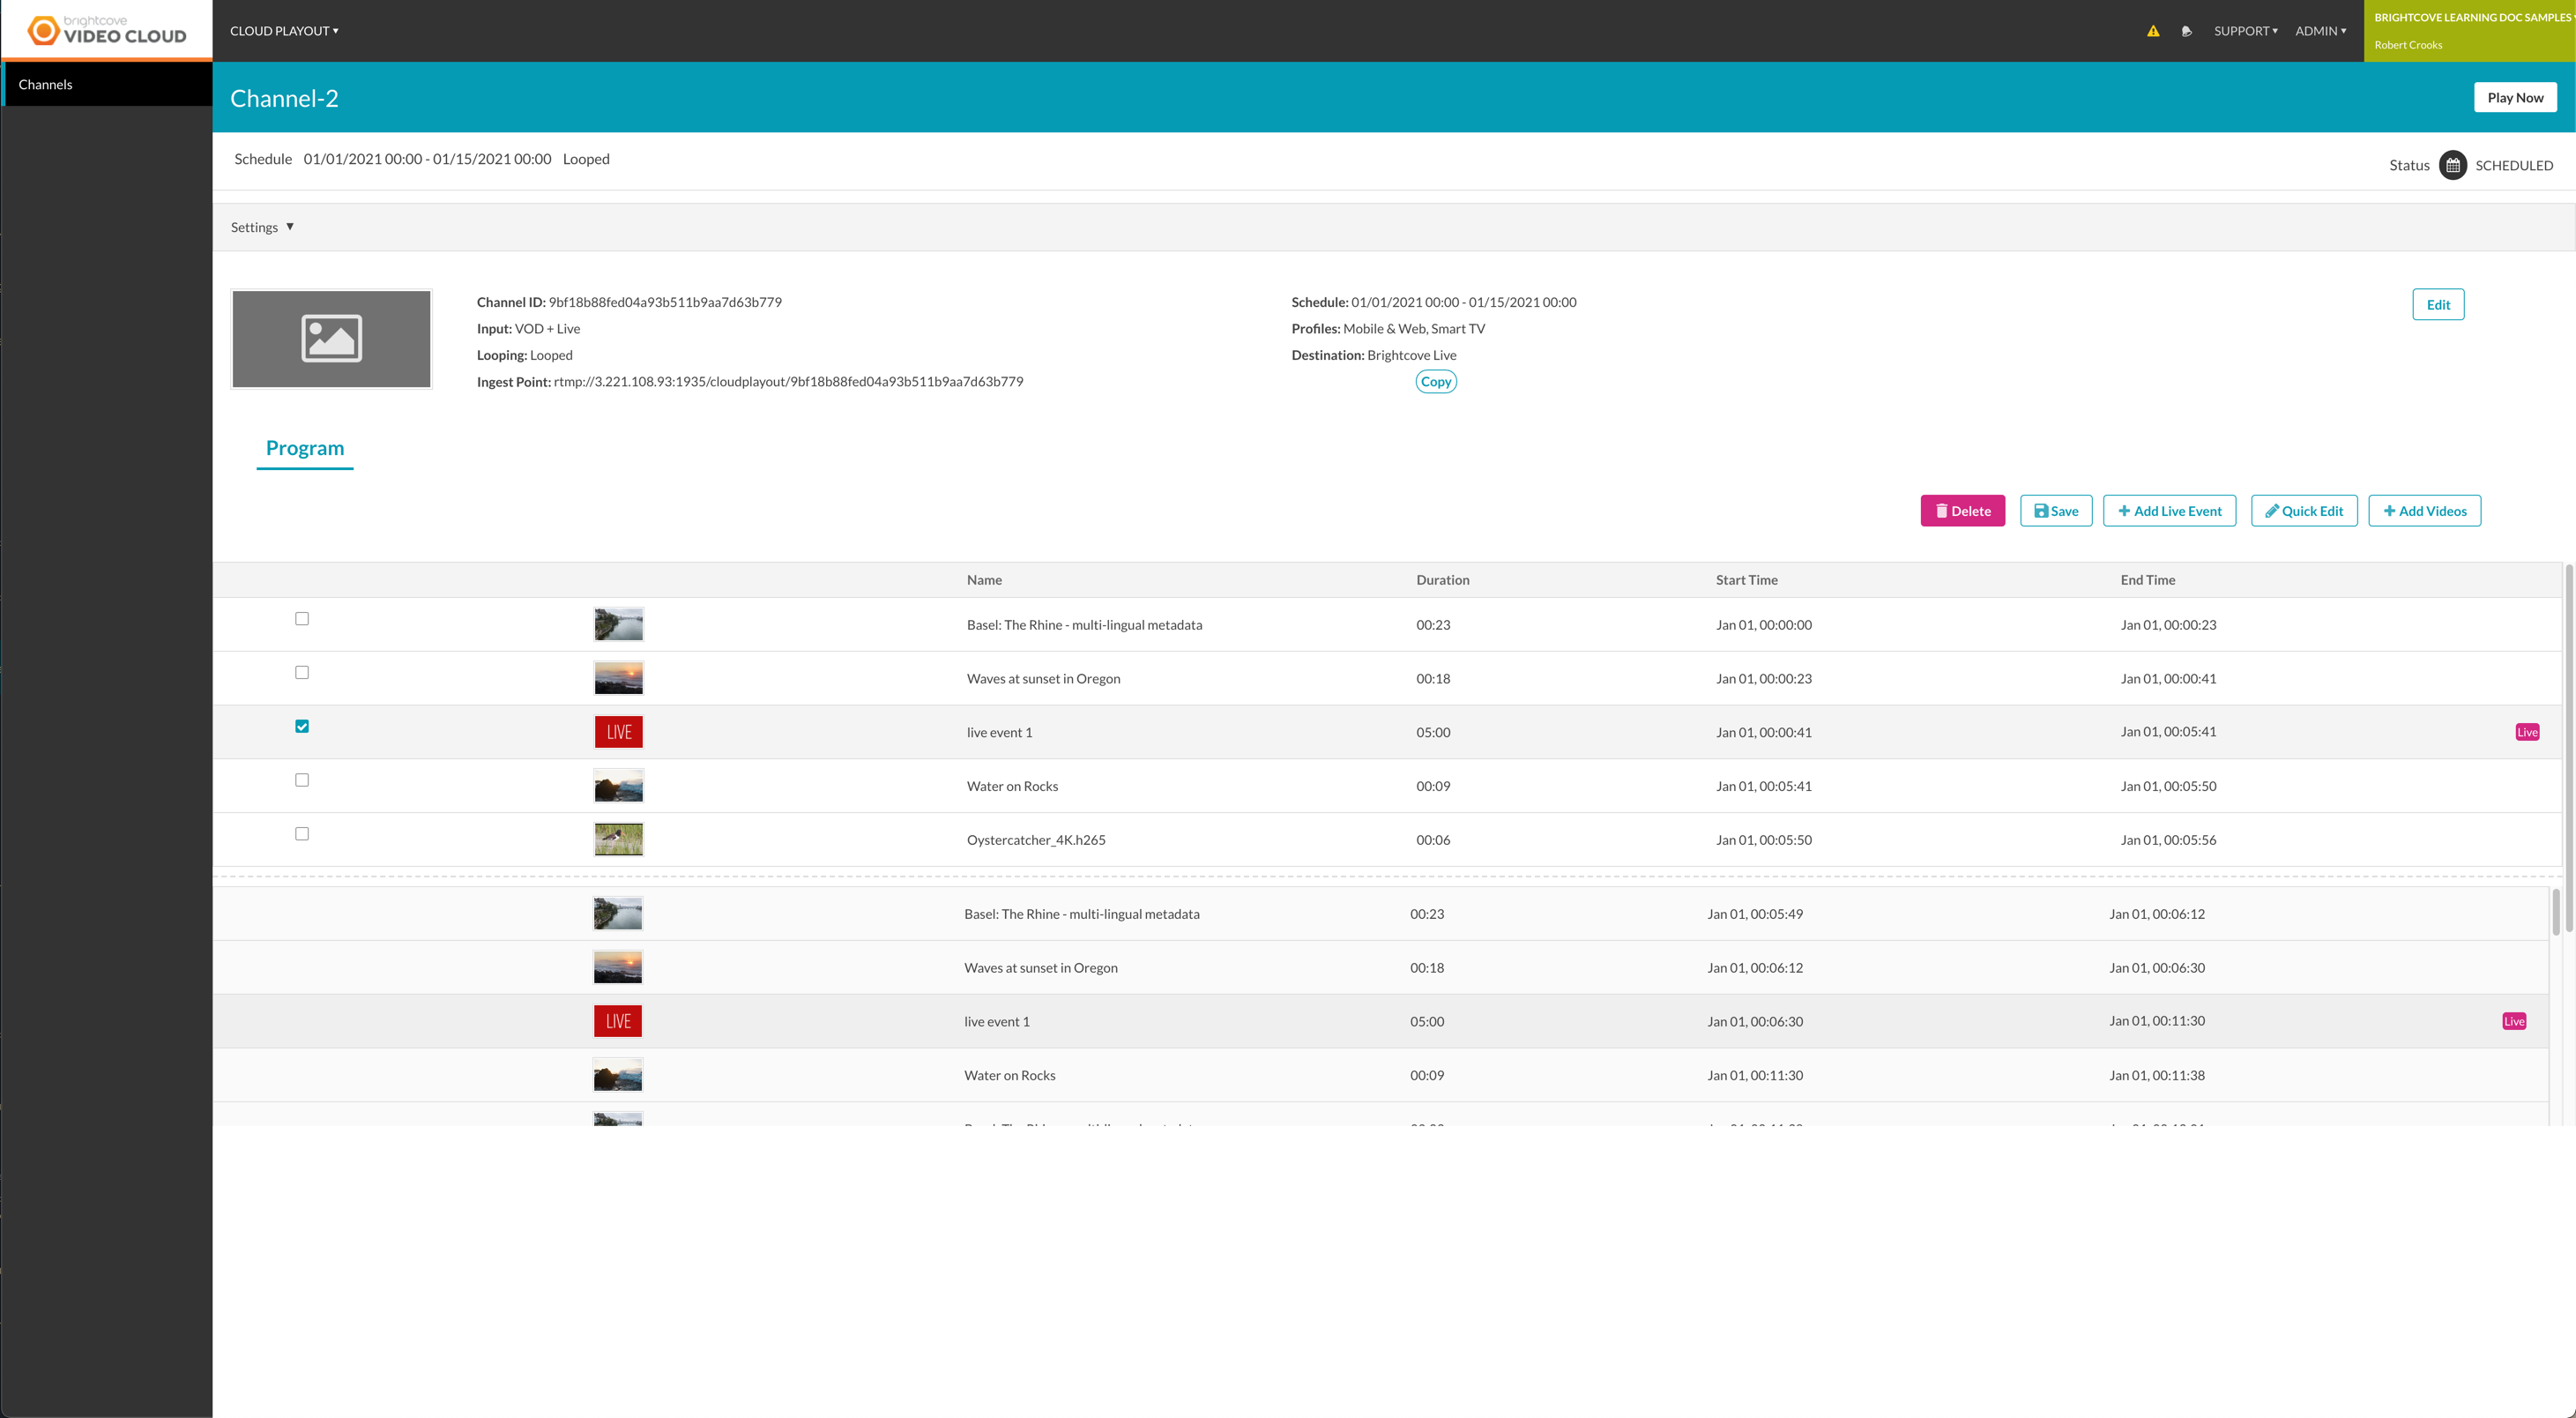 brightcove
VIDEO CLOUD
CLOUD PLAYOUT ▾
SUPPORT ▾
ADMIN ▾
BRIGHTCOVE LEARNING DOC SAMPLES
Robert Crooks
Channels
Channel-2
Play Now
Schedule 01/01/2021 00:00 - 01/15/2021 00:00 Looped
Status SCHEDULED
Settings ▼
Channel ID: 9bf18b88fed04a93b511b9aa7d63b779
Input: VOD + Live
Looping: Looped
Ingest Point: rtmp://3.221.108.93:1935/cloudplayout/9bf18b88fed04a93b511b9aa7d63b779
Schedule: 01/01/2021 00:00 - 01/15/2021 00:00
Profiles: Mobile & Web, Smart TV
Destination: Brightcove Live
Copy
Edit
Program
Delete
Save
+ Add Live Event
Quick Edit
+ Add Videos
Name Duration Start Time End Time
Basel: The Rhine - multi-lingual metadata 00:23 Jan 01, 00:00:00 Jan 01, 00:00:23
Waves at sunset in Oregon 00:18 Jan 01, 00:00:23 Jan 01, 00:00:41
LIVE live event 1 05:00 Jan 01, 00:00:41 Jan 01, 00:05:41 Live
Water on Rocks 00:09 Jan 01, 00:05:41 Jan 01, 00:05:50
Oystercatcher_4K.h265 00:06 Jan 01, 00:05:50 Jan 01, 00:05:56
Basel: The Rhine - multi-lingual metadata 00:23 Jan 01, 00:05:49 Jan 01, 00:06:12
Waves at sunset in Oregon 00:18 Jan 01, 00:06:12 Jan 01, 00:06:30
LIVE live event 1 05:00 Jan 01, 00:06:30 Jan 01, 00:11:30 Live
Water on Rocks 00:09 Jan 01, 00:11:30 Jan 01, 00:11:38